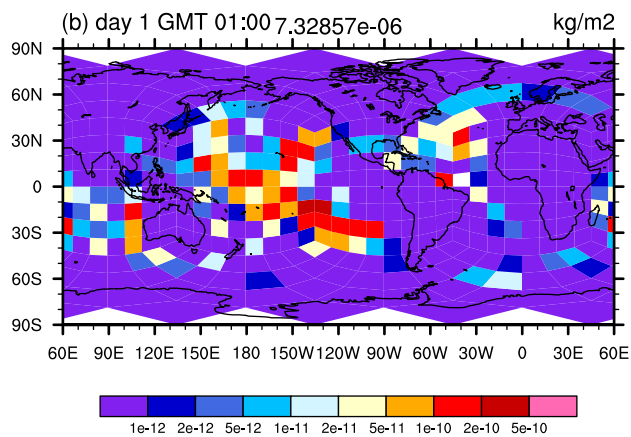 (b) day 1 GMT 01:00 7.32857e-06 kg/m2
90N
60N
30N
0
30S
60S
90S
60E 90E 120E 150E 180 150W 120W 90W 60W 30W 0 30E 60E
1e-12 2e-12 5e-12 1e-11 2e-11 5e-11 1e-10 2e-10 5e-10